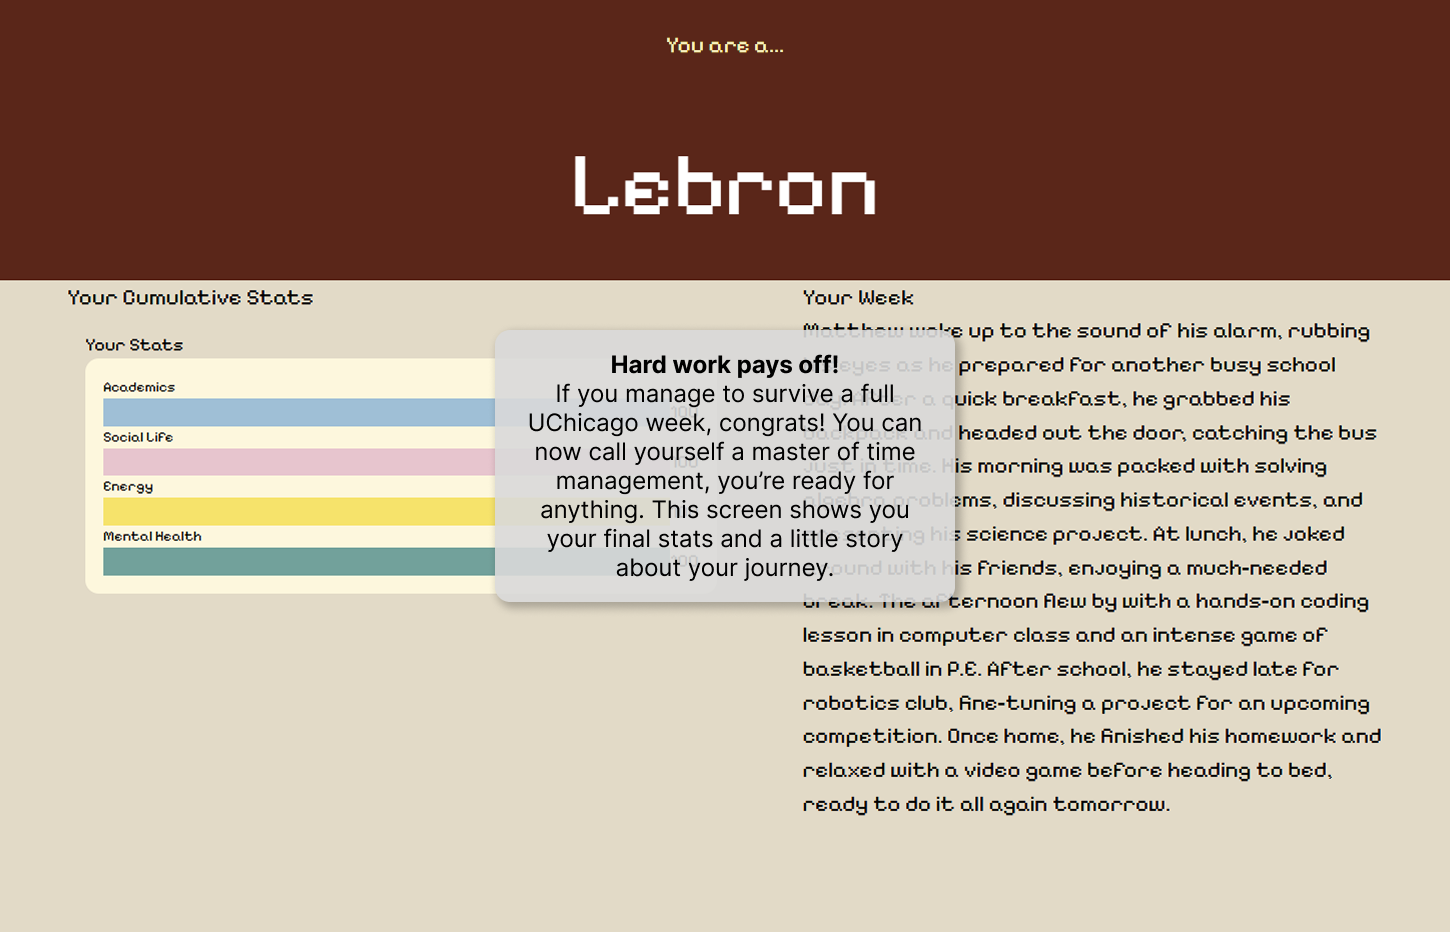 You are a...
Lebron
Your Cumulative Stats
Your Stats
Academics
100
Social Life
100
Energy
Mental Health
100
Hard work pays off!
If you manage to survive a full
UChicago week, congrats! You can
now call yourself a master of time
management, you’re ready for
anything. This screen shows you
your final stats and a little story
about your journey.
Your Week
Matthew woke up to the sound of his alarm, rubbing
eyes as he prepared for another busy school
day. After a quick breakfast, he grabbed his
backpack and headed out the door, catching the bus
just in time. His morning was packed with solving
algebra problems, discussing historical events, and
presenting his science project. At lunch, he joked
around with his friends, enjoying a much-needed
break. The afternoon flew by with a hands-on coding
lesson in computer class and an intense game of
basketball in P.E. After school, he stayed late for
robotics club, fine-tuning a project for an upcoming
competition. Once home, he finished his homework and
relaxed with a video game before heading to bed,
ready to do it all again tomorrow.